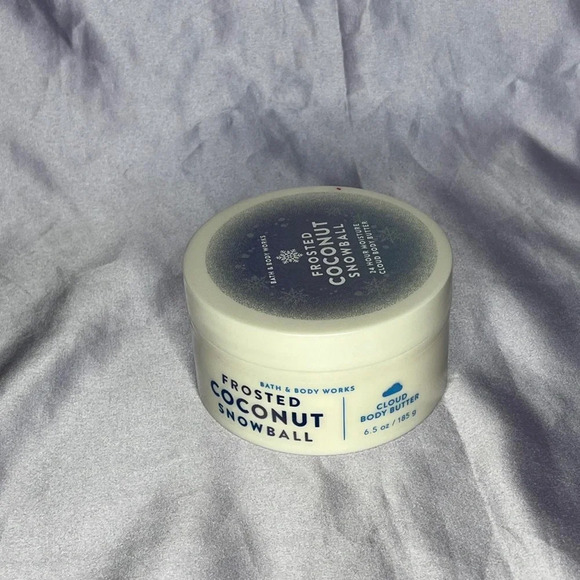 BATH & BODY WORKS
FROSTED
COCONUT
SNOWBALL
24 HOUR MOISTURE
CLOUD BODY BUTTER
BATH & BODY WORKS
FROSTED
COCONUT
SNOWBALL
CLOUD
BODY BUTTER
6.5 oz / 185 g